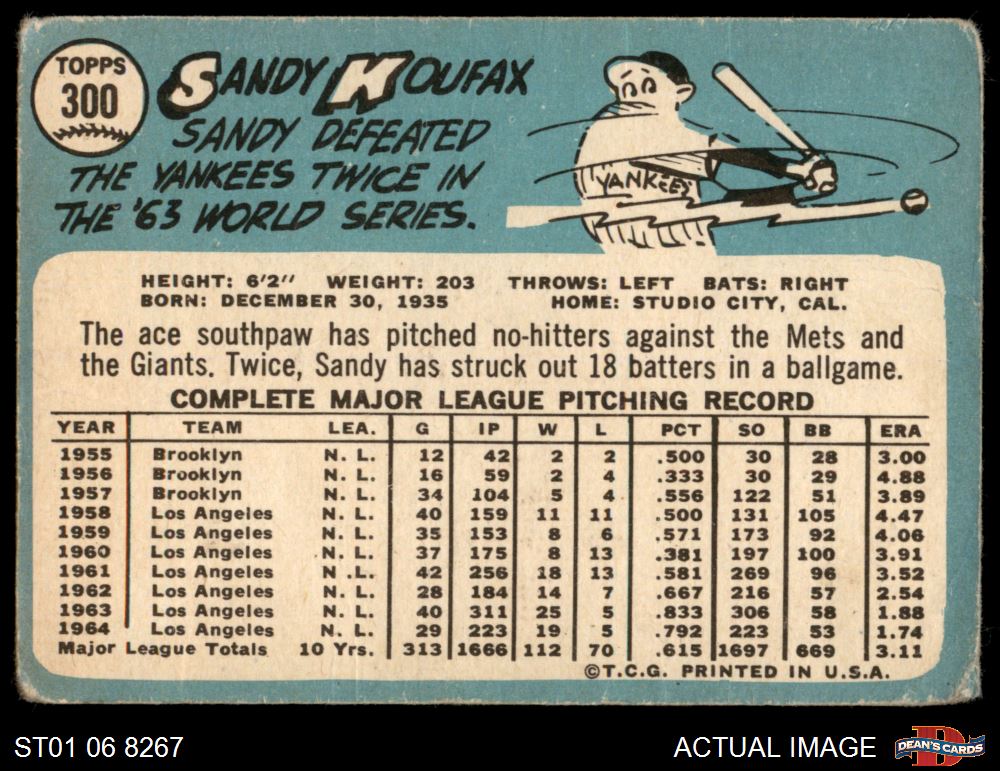 TOPPS
300
SANDY KOUFAX
SANDY DEFEATED
THE YANKEES TWICE IN
THE '63 WORLD SERIES.
YANKEES
HEIGHT: 6'2" WEIGHT: 203 THROWS: LEFT BATS: RIGHT
BORN: DECEMBER 30, 1935 HOME: STUDIO CITY, CAL.
The ace southpaw has pitched no-hitters against the Mets and
the Giants. Twice, Sandy has struck out 18 batters in a ballgame.
COMPLETE MAJOR LEAGUE PITCHING RECORD
YEAR TEAM LEA. G IP W L PCT SO BB ERA
1955 Brooklyn N. L. 12 42 2 2 .500 30 28 3.00
1956 Brooklyn N. L. 16 59 2 4 .333 30 29 4.88
1957 Brooklyn N. L. 34 104 5 4 .556 122 51 3.89
1958 Los Angeles N. L. 40 159 11 11 .500 131 105 4.47
1959 Los Angeles N. L. 35 153 8 6 .571 173 92 4.06
1960 Los Angeles N. L. 37 175 8 13 .381 197 100 3.91
1961 Los Angeles N .L. 42 256 18 13 .581 269 96 3.52
1962 Los Angeles N. L. 28 184 14 7 .667 216 57 2.54
1963 Los Angeles N. L. 40 311 25 5 .833 306 58 1.88
1964 Los Angeles N. L. 29 223 19 5 .792 223 53 1.74
Major League Totals 10 Yrs. 313 1666 112 70 .615 1697 669 3.11
©T.C.G. PRINTED IN U.S.A.
ST01 06 8267
ACTUAL IMAGE
D
DEAN'S CARDS